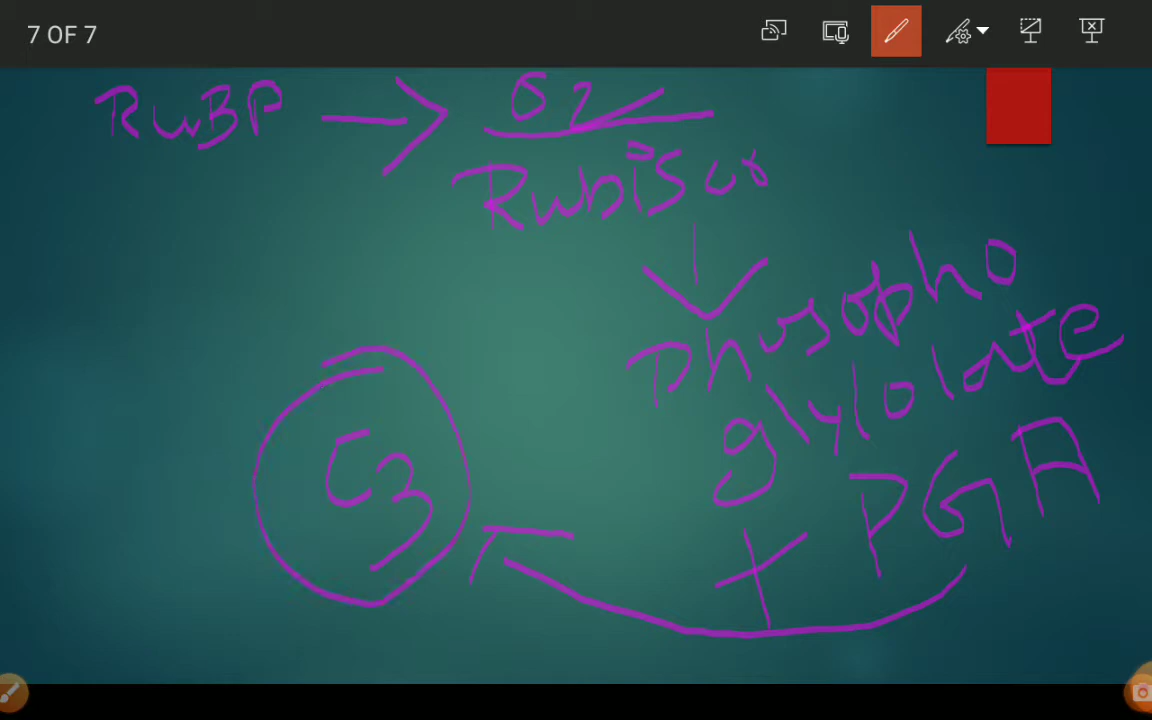 7 OF 7
RuBP → O2
Rubisco
Phospho
glylolate
+ PGA
C3